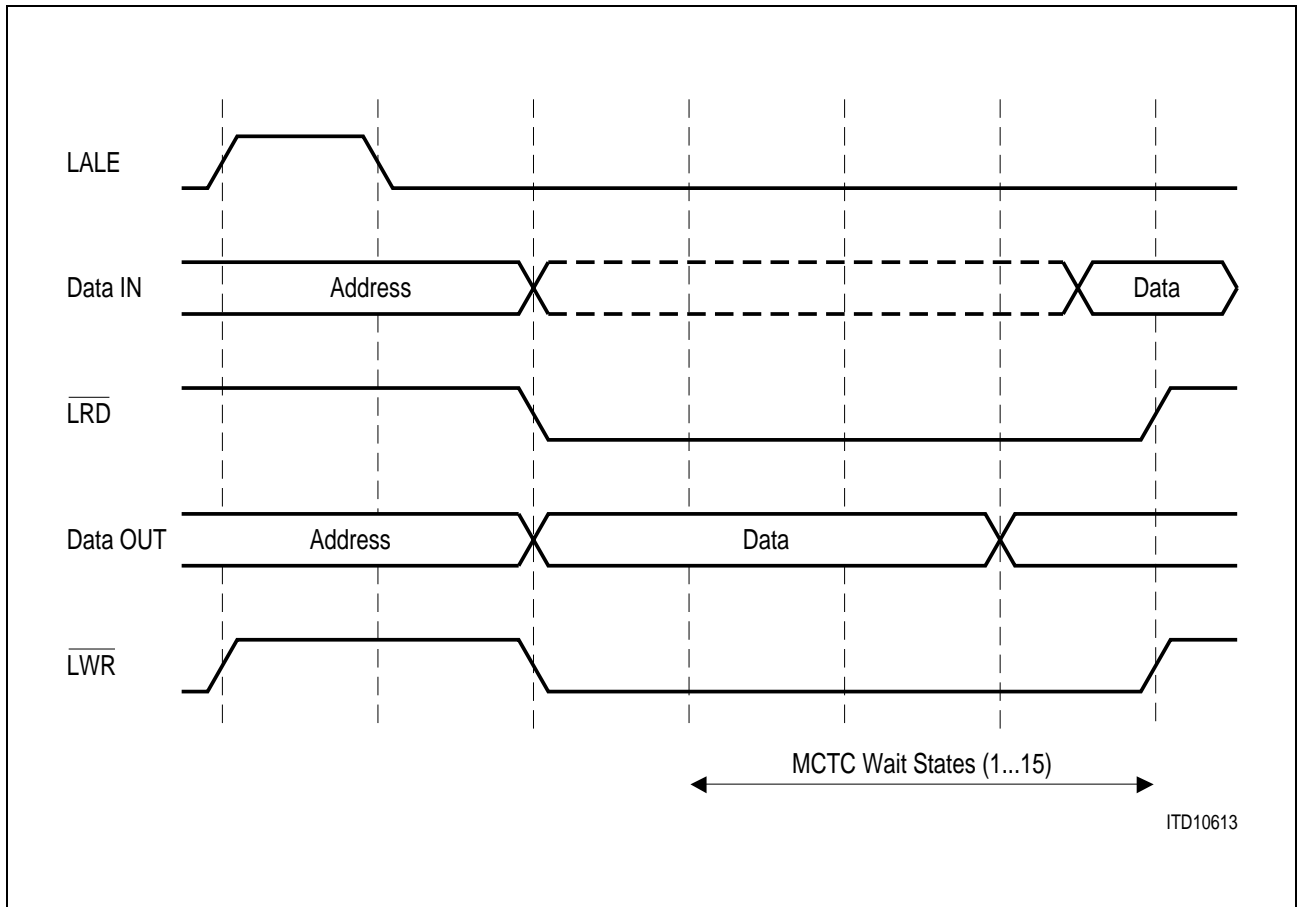 LALE
Data IN
Address
Data
LRD
Data OUT
Address
Data
LWR
MCTC Wait States (1...15)
ITD10613